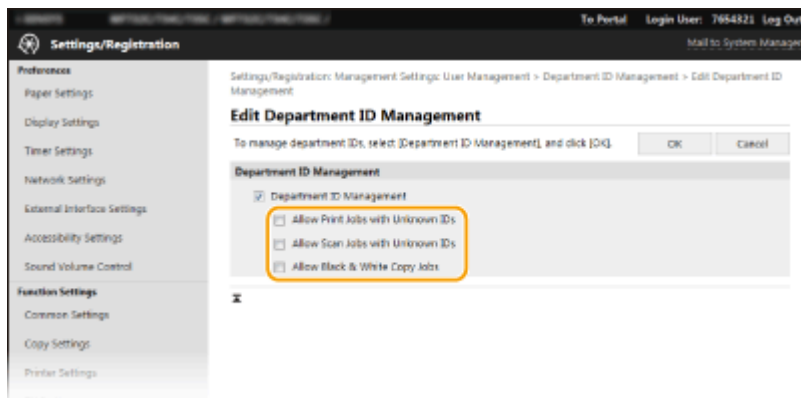 To Portal Login User: 7654321 Log Out
Settings/Registration
Mail to System Manager
Preferences
Paper Settings
Display Settings
Timer Settings
Network Settings
External Interface Settings
Accessibility Settings
Sound Volume Control
Function Settings
Common Settings
Copy Settings
Printer Settings
Settings/Registration: Management Settings: User Management > Department ID Management > Edit Department ID
Management
Edit Department ID Management
To manage department IDs, select [Department ID Management], and click [OK].
OK
Cancel
Department ID Management
Department ID Management
Allow Print Jobs with Unknown IDs
Allow Scan Jobs with Unknown IDs
Allow Black & White Copy Jobs